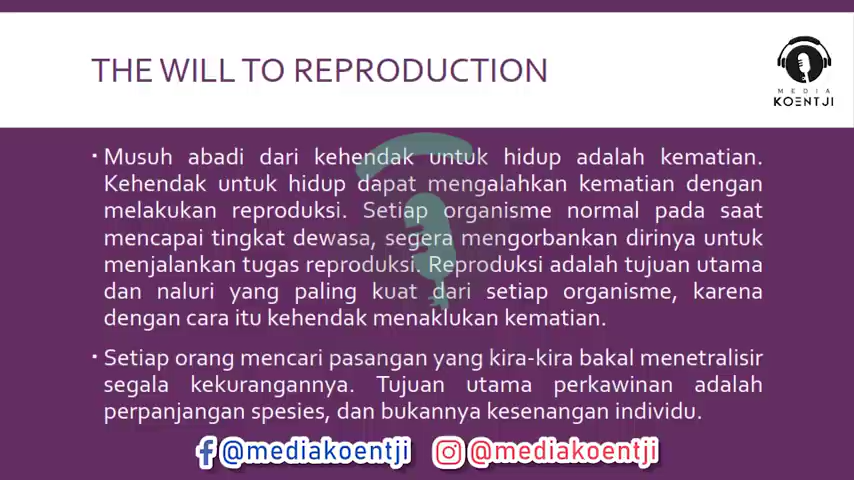 THE WILL TO REPRODUCTION
MEDIA
KOENTJI
▪ Musuh abadi dari kehendak untuk hidup adalah kematian.
Kehendak untuk hidup dapat mengalahkan kematian dengan
melakukan reproduksi. Setiap organisme normal pada saat
mencapai tingkat dewasa, segera mengorbankan dirinya untuk
menjalankan tugas reproduksi. Reproduksi adalah tujuan utama
dan naluri yang paling kuat dari setiap organisme, karena
dengan cara itu kehendak menaklukan kematian.
▪ Setiap orang mencari pasangan yang kira-kira bakal menetralisir
segala kekurangannya. Tujuan utama perkawinan adalah
perpanjangan spesies, dan bukannya kesenangan individu.
@mediakoentji @mediakoentji